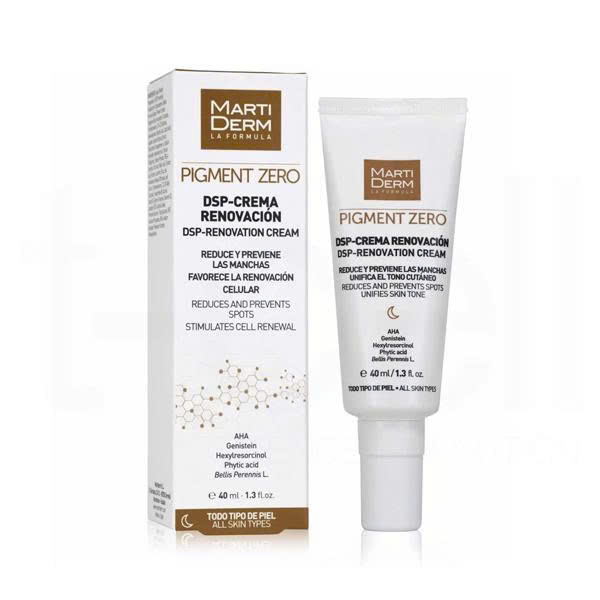 MARTI
DERM
LA FORMULA
PIGMENT ZERO
DSP-CREMA
RENOVACIÓN
DSP-RENOVATION CREAM
REDUCE Y PREVIENE
LAS MANCHAS
FAVORECE LA RENOVACIÓN
CELULAR
REDUCES AND PREVENTS
SPOTS
STIMULATES CELL RENEWAL
AHA
Genistein
Hexylresorcinol
Phytic acid
Bellis Perennis L.
℮ 40 ml · 1.3 fl.oz.
TODO TIPO DE PIEL
ALL SKIN TYPES
MARTI
DERM
LA FORMULA
PIGMENT ZERO
DSP-CREMA RENOVACIÓN
DSP-RENOVATION CREAM
REDUCE Y PREVIENE LAS MANCHAS
UNIFICA EL TONO CUTÁNEO
REDUCES AND PREVENTS SPOTS
UNIFIES SKIN TONE
AHA
Genistein
Hexylresorcinol
Phytic acid
Bellis Perennis L.
℮ 40 ml/1.3 fl. oz.
TODO TIPO DE PIEL • ALL SKIN TYPES